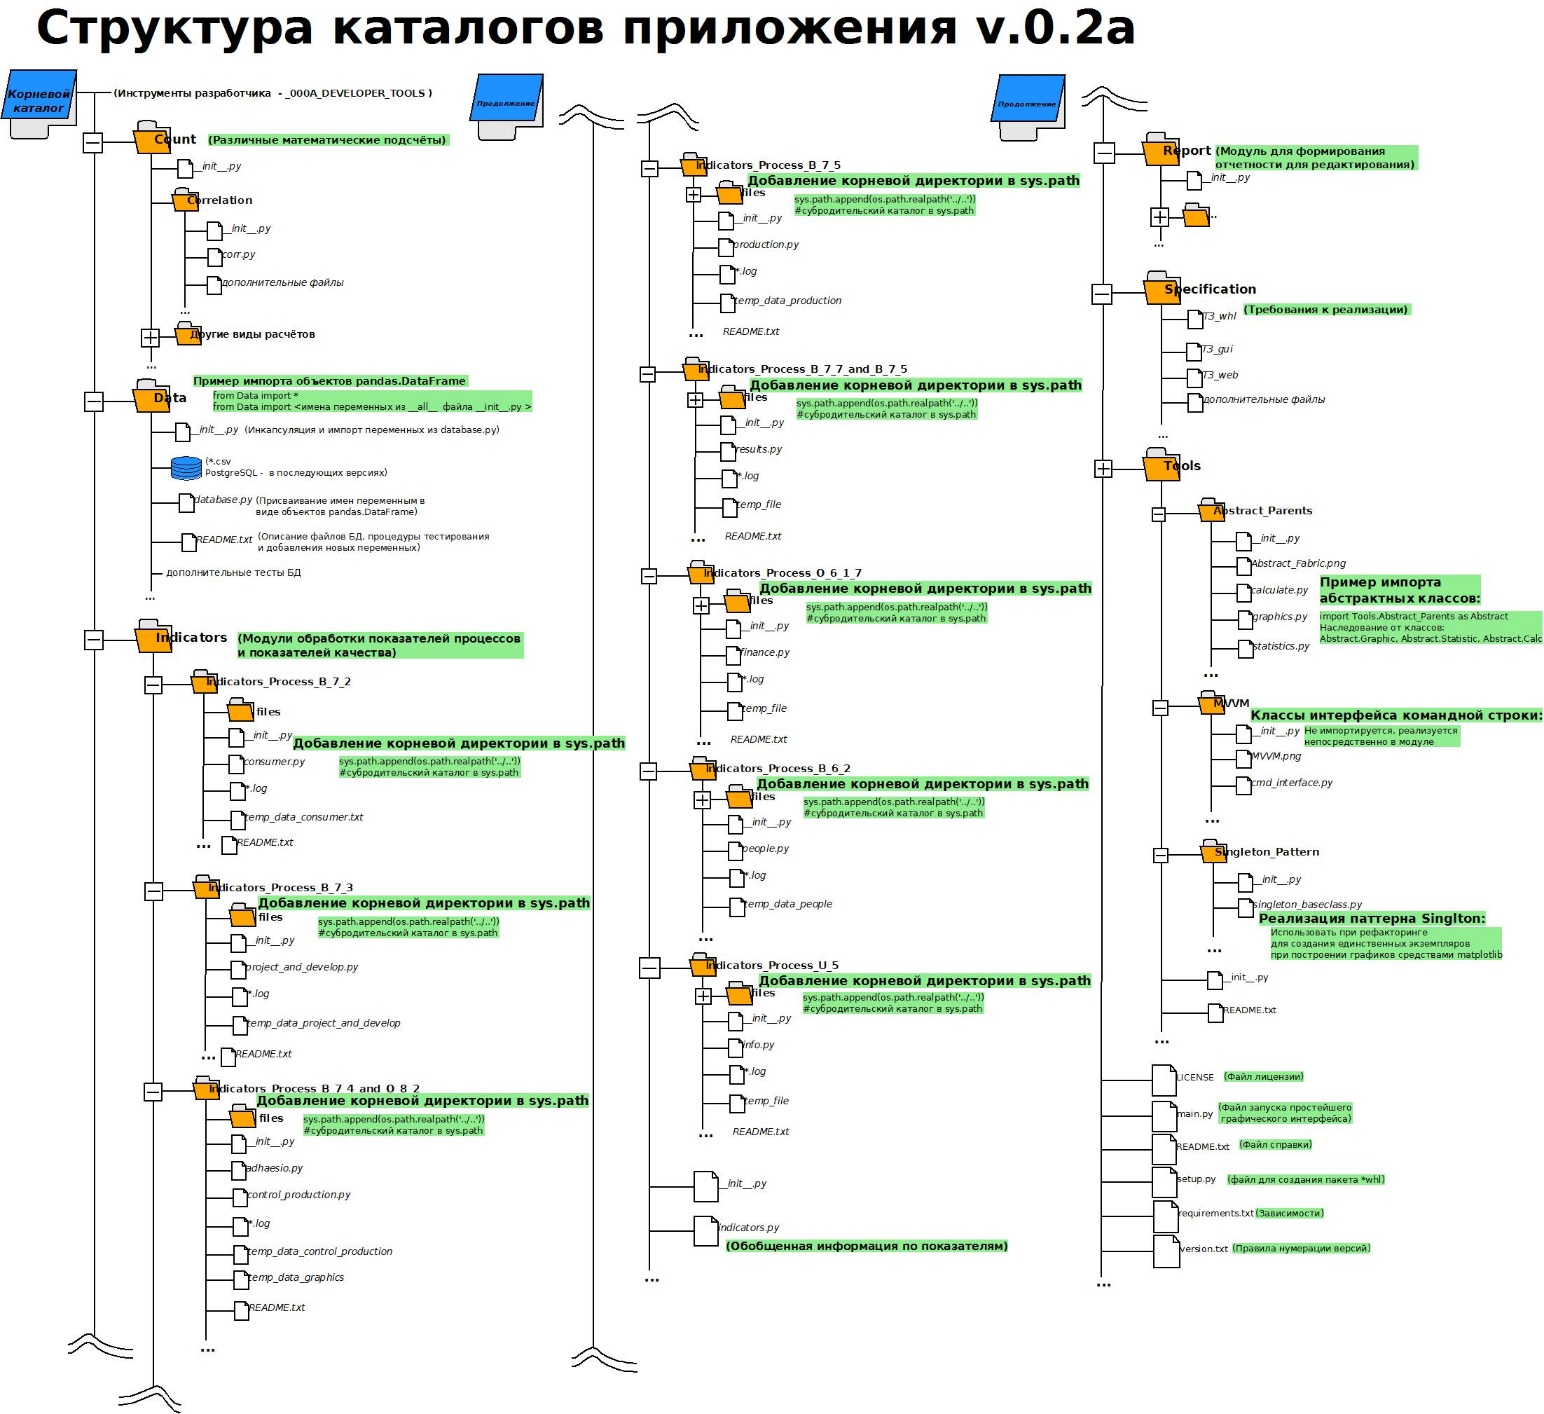 Структура каталогов приложения v.0.2a
Корневой
каталог
(Инструменты разработчика - _000A_DEVELOPER_TOOLS )
Count (Различные математические подсчёты)
__init__.py
Correlation
__init__.py
corr.py
дополнительные файлы
...
Другие виды расчётов
...
Пример импорта объектов pandas.DataFrame
Data
from Data import *
from Data import <имена переменных из __all__ файла __init__.py >
__init__.py (Инкапсуляция и импорт переменных из database.py)
(*.csv
PostgreSQL - в последующих версиях)
database.py (Присваивание имен переменным в
виде объектов pandas.DataFrame)
README.txt (Описание файлов БД, процедуры тестирования
и добавления новых переменных)
дополнительные тесты БД
...
Indicators (Модули обработки показателей процессов
и показателей качества)
Indicators_Process_B_7_2
files
__init__.py
Добавление корневой директории в sys.path
consumer.py
sys.path.append(os.path.realpath('../..'))
#субродительский каталог в sys.path
*.log
temp_data_consumer.txt
... README.txt
Indicators_Process_B_7_3
Добавление корневой директории в sys.path
files
sys.path.append(os.path.realpath('../..'))
#субродительский каталог в sys.path
__init__.py
project_and_develop.py
*.log
temp_data_project_and_develop
... README.txt
Indicators_Process_B_7_4_and_O_8_2
Добавление корневой директории в sys.path
files
sys.path.append(os.path.realpath('../..'))
#субродительский каталог в sys.path
__init__.py
adhaesio.py
control_production.py
*.log
temp_data_control_production
temp_data_graphics
README.txt
...
Продолжение
Indicators_Process_B_7_5
Добавление корневой директории в sys.path
files
sys.path.append(os.path.realpath('../..'))
#субродительский каталог в sys.path
__init__.py
production.py
*.log
temp_data_production
... README.txt
Indicators_Process_B_7_7_and_B_7_5
Добавление корневой директории в sys.path
files
sys.path.append(os.path.realpath('../..'))
#субродительский каталог в sys.path
__init__.py
results.py
*.log
temp_file
... README.txt
Indicators_Process_O_6_1_7
Добавление корневой директории в sys.path
files
sys.path.append(os.path.realpath('../..'))
#субродительский каталог в sys.path
__init__.py
finance.py
*.log
temp_file
... README.txt
Indicators_Process_B_6_2
Добавление корневой директории в sys.path
files
sys.path.append(os.path.realpath('../..'))
#субродительский каталог в sys.path
__init__.py
people.py
*.log
temp_data_people
...
Indicators_Process_U_5
Добавление корневой директории в sys.path
files
sys.path.append(os.path.realpath('../..'))
#субродительский каталог в sys.path
__init__.py
info.py
*.log
temp_file
... README.txt
__init__.py
indicators.py
(Обобщенная информация по показателям)
...
Продолжение
Report (Модуль для формирования
отчетности для редактирования)
__init__.py
...
...
Specification
(Требования к реализации)
ТЗ_whl
ТЗ_gui
ТЗ_web
дополнительные файлы
...
Tools
Abstract_Parents
__init__.py
Abstract_Fabric.png
calculate.py
Пример импорта
абстрактных классов:
graphics.py
import Tools.Abstract_Parents as Abstract
Наследование от классов:
Abstract.Graphic, Abstract.Statistic, Abstract.Calc
statistics.py
...
MVVM
Классы интерфейса командной строки:
__init__.py Не импортируется, реализуется
непосредственно в модуле
MVVM.png
cmd_interface.py
...
Singleton_Pattern
__init__.py
singleton_baseclass.py
Реализация паттерна Singlton:
Использовать при рефакторинге
для создания единственных экземпляров
при построении графиков средствами matplotlib
...
__init__.py
README.txt
...
LICENSE (Файл лицензии)
main.py (Файл запуска простейшего
графического интерфейса)
README.txt (Файл справки)
setup.py (файл для создания пакета *whl)
requirements.txt (Зависимости)
version.txt (Правила нумерации версий)
...